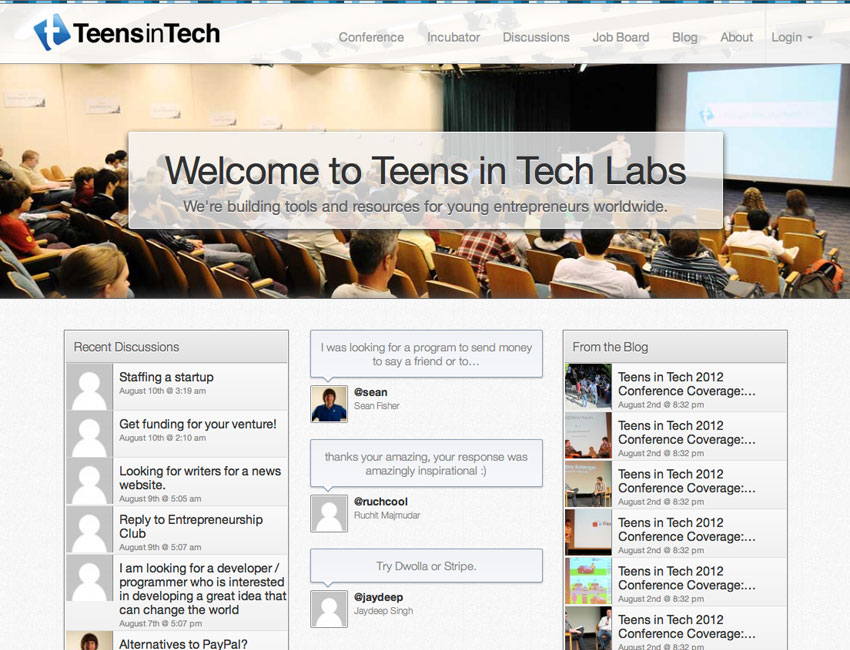 TeensinTech
Conference Incubator Discussions Job Board Blog About Login
Welcome to Teens in Tech Labs
We're building tools and resources for young entrepreneurs worldwide.
Recent Discussions
Staffing a startup
August 10th @ 3:19 am
Get funding for your venture!
August 10th @ 2:10 am
Looking for writers for a news
website.
August 9th @ 5:05 am
Reply to Entrepreneurship
Club
August 9th @ 5:07 am
I am looking for a developer /
programmer who is interested
in developing a great idea that
can change the world
August 7th @ 5:07 pm
Alternatives to PayPal?
I was looking for a program to send money
to say a friend or to…
@sean
Sean Fisher
thanks your amazing, your response was
amazingly inspirational :)
@ruchcool
Ruchit Majmudar
Try Dwolla or Stripe.
@jaydeep
Jaydeep Singh
From the Blog
Teens in Tech 2012
Conference Coverage:…
August 2nd @ 8:32 pm
Teens in Tech 2012
Conference Coverage:…
August 2nd @ 8:32 pm
Teens in Tech 2012
Conference Coverage:…
August 2nd @ 8:32 pm
Teens in Tech 2012
Conference Coverage:…
August 2nd @ 8:32 pm
Teens in Tech 2012
Conference Coverage:…
August 2nd @ 8:32 pm
Teens in Tech 2012
Conference Coverage:…
August 2nd @ 8:32 pm